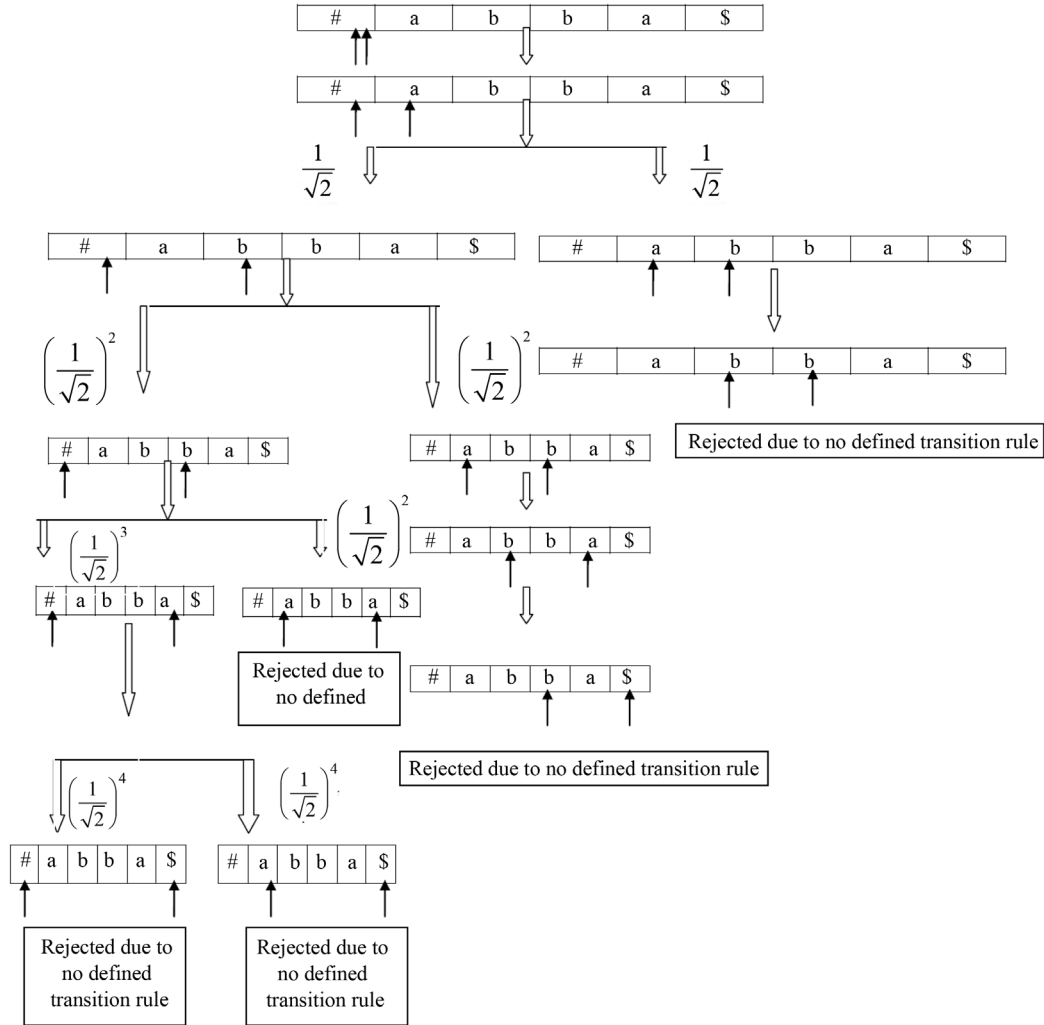 # a b b a $
# a b b a $
1/√2 1/√2
# a b b a $
# a b b a $
(1/√2)^2 (1/√2)^2
# a b b a $
Rejected due to no defined transition rule
# a b b a $
# a b b a $
(1/√2)^3 (1/√2)^2
# a b b a $
# a b b a $
# a b b a $
Rejected due to
no defined
# a b b a $
Rejected due to no defined transition rule
(1/√2)^4 (1/√2)^4
# a b b a $
# a b b a $
Rejected due to
no defined
transition rule
Rejected due to
no defined
transition rule